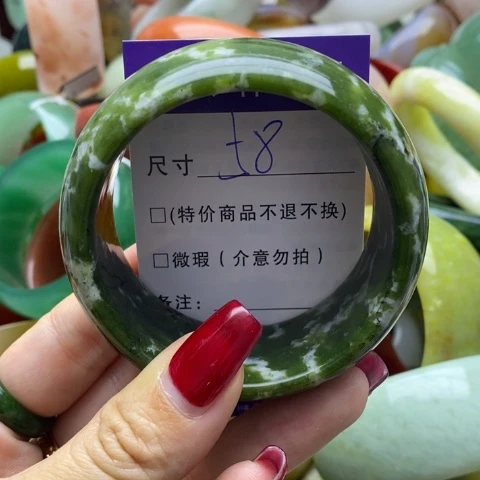 尺寸 58
□(特价商品不退不换)
□微瑕(介意勿拍)
备注: